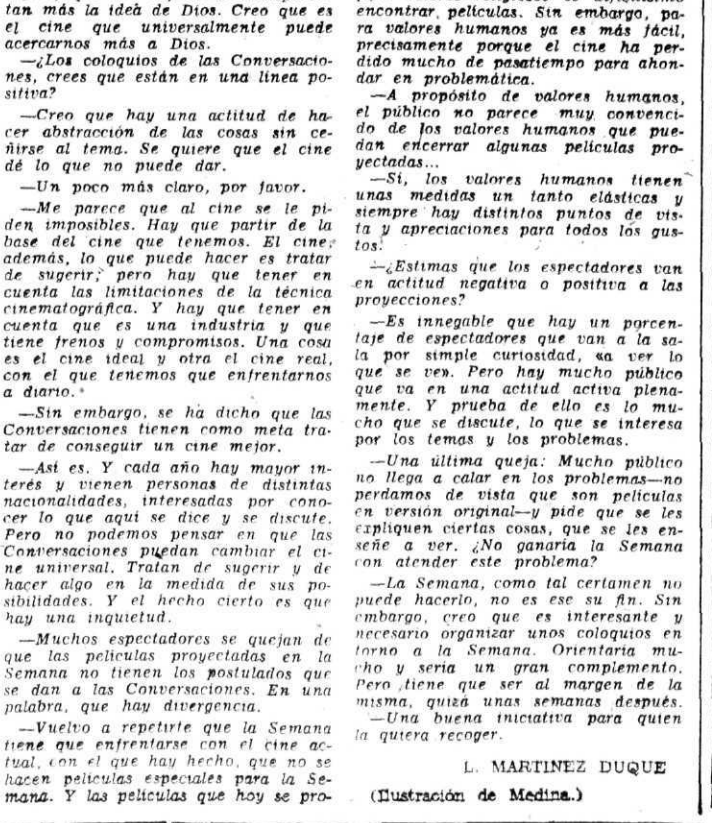 tan más la idea de Dios. Creo que es
el cine que universalmente puede
acercarnos más a Dios.
—¿Los coloquios de las Conversacio-
nes, crees que están en una línea po-
sitiva?
—Creo que hay una actitud de ha-
cer abstracción de las cosas sin ce-
ñirse al tema. Se quiere que el cine
dé lo que no puede dar.
—Un poco más claro, por favor.
—Me parece que al cine se le pi-
den imposibles. Hay que partir de la
base del cine que tenemos. El cine,
además, lo que puede hacer es tratar
de sugerir; pero hay que tener en
cuenta las limitaciones de la técnica
cinematográfica. Y hay que tener en
cuenta que es una industria y que
tiene frenos y compromisos. Una cosa
es el cine ideal y otra el cine real,
con el que tenemos que enfrentarnos
a diario.
—Sin embargo, se ha dicho que las
Conversaciones tienen como meta tra-
tar de conseguir un cine mejor.
—Así es. Y cada año hay mayor in-
terés y vienen personas de distintas
nacionalidades, interesadas por cono-
cer lo que aquí se dice y se discute.
Pero no podemos pensar en que las
Conversaciones puedan cambiar el ci-
ne universal. Tratan de sugerir y de
hacer algo en la medida de sus po-
sibilidades. Y el hecho cierto es que
hay una inquietud.
—Muchos espectadores se quejan de
que las películas proyectadas en la
Semana no tienen los postulados que
se dan a las Conversaciones. En una
palabra, que hay divergencia.
—Vuelvo a repetirte que la Semana
tiene que enfrentarse con el cine ac-
tual, con el que hay hecho, que no se
hacen películas especiales para la Se-
mana. Y las películas que hoy se pro-
encontrar películas. Sin embargo, pa-
ra valores humanos ya es más fácil,
precisamente porque el cine ha per-
dido mucho de pasatiempo para ahon-
dar en problemática.
—A propósito de valores humanos,
el público no parece muy convenci-
do de los valores humanos que pue-
dan encerrar algunas películas pro-
yectadas...
—Sí, los valores humanos tienen
unas medidas un tanto elásticas y
siempre hay distintos puntos de vis-
ta y apreciaciones para todos los gus-
tos.
—¿Estimas que los espectadores van
en actitud negativa o positiva a las
proyecciones?
—Es innegable que hay un porcen-
taje de espectadores que van a la sa-
la por simple curiosidad, «a ver lo
que se ve». Pero hay mucho público
que va en una actitud activa plena-
mente. Y prueba de ello es lo mu-
cho que se discute, lo que se interesa
por los temas y los problemas.
—Una última queja: Mucho público
no llega a calar en los problemas—no
perdamos de vista que son películas
en versión original—y pide que se les
expliquen ciertas cosas, que se les en-
señe a ver. ¿No ganaría la Semana
con atender este problema?
—La Semana, como tal certamen no
puede hacerlo, no es ese su fin. Sin
embargo, creo que es interesante y
necesario organizar unos coloquios en
torno a la Semana. Orientaría mu-
cho y sería un gran complemento.
Pero tiene que ser al margen de la
misma, quizá unas semanas después.
—Una buena iniciativa para quien
la quiera recoger.
L. MARTINEZ DUQUE
(Ilustración de Medina.)